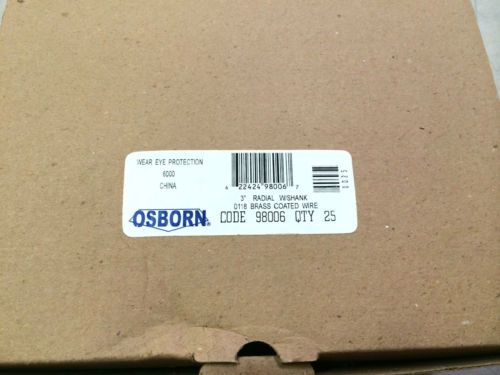 WEAR EYE PROTECTION
6000
CHINA
6 22424 98006 7
0025
3" RADIAL W/SHANK
.0118 BRASS COATED WIRE
OSBORN®
CODE 98006 QTY 25